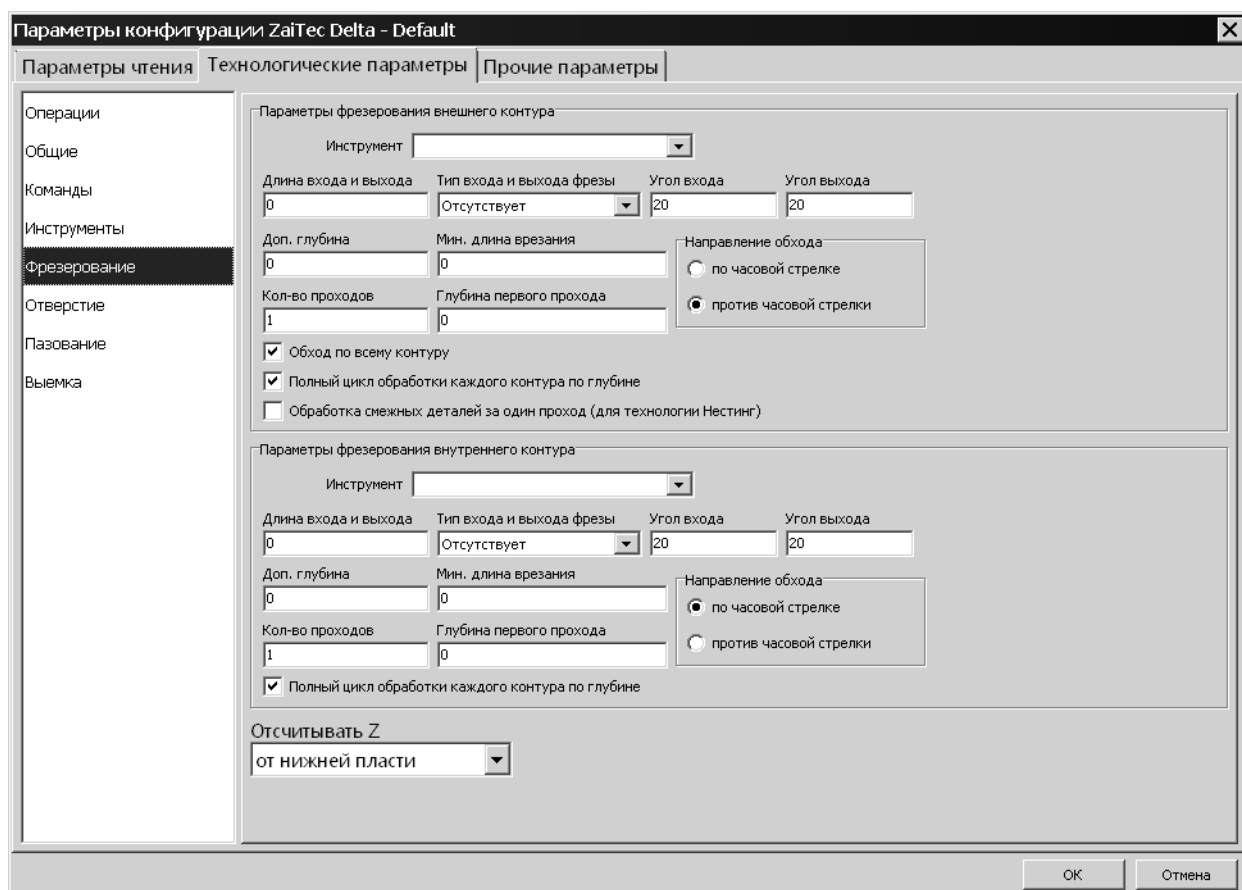 Параметры конфигурации ZaiTec Delta - Default
Параметры чтения Технологические параметры Прочие параметры
Операции
Общие
Команды
Инструменты
Фрезерование
Отверстие
Пазование
Выемка
Параметры фрезерования внешнего контура
Инструмент
Длина входа и выхода Тип входа и выхода фрезы Угол входа Угол выхода
0 Отсутствует 20 20
Доп. глубина Мин. длина врезания Направление обхода
0 0 по часовой стрелке
Кол-во проходов Глубина первого прохода против часовой стрелки
1 0
Обход по всему контуру
Полный цикл обработки каждого контура по глубине
Обработка смежных деталей за один проход (для технологии Нестинг)
Параметры фрезерования внутреннего контура
Инструмент
Длина входа и выхода Тип входа и выхода фрезы Угол входа Угол выхода
0 Отсутствует 20 20
Доп. глубина Мин. длина врезания Направление обхода
0 0 по часовой стрелке
Кол-во проходов Глубина первого прохода против часовой стрелки
1 0
Полный цикл обработки каждого контура по глубине
Отсчитывать Z
от нижней пласти
ОК Отмена